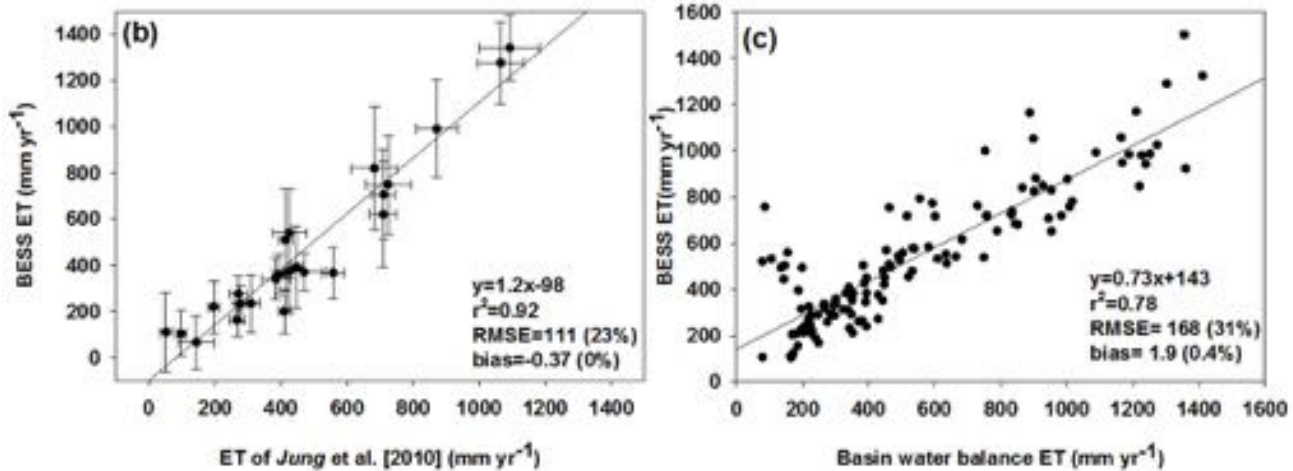 (b)
BESS ET (mm yr⁻¹)
1400
1200
1000
800
600
400
200
0
y=1.2x-98
r²=0.92
RMSE=111 (23%)
bias=-0.37 (0%)
0 200 400 600 800 1000 1200 1400
ET of Jung et al. [2010] (mm yr⁻¹)
(c)
BESS ET(mm yr⁻¹)
1600
1400
1200
1000
800
600
400
200
0
y=0.73x+143
r²=0.78
RMSE= 168 (31%)
bias= 1.9 (0.4%)
0 200 400 600 800 1000 1200 1400 1600
Basin water balance ET (mm yr⁻¹)